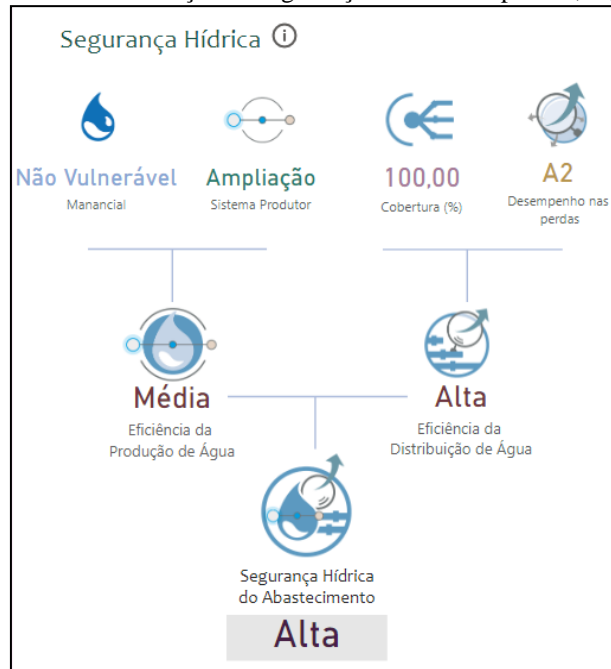 Segurança Hídrica
Não Vulnerável
Manancial
Ampliação
Sistema Produtor
100,00
Cobertura (%)
A2
Desempenho nas
perdas
Média
Eficiência da
Produção de Água
Alta
Eficiência da
Distribuição de Água
Segurança Hídrica
do Abastecimento
Alta